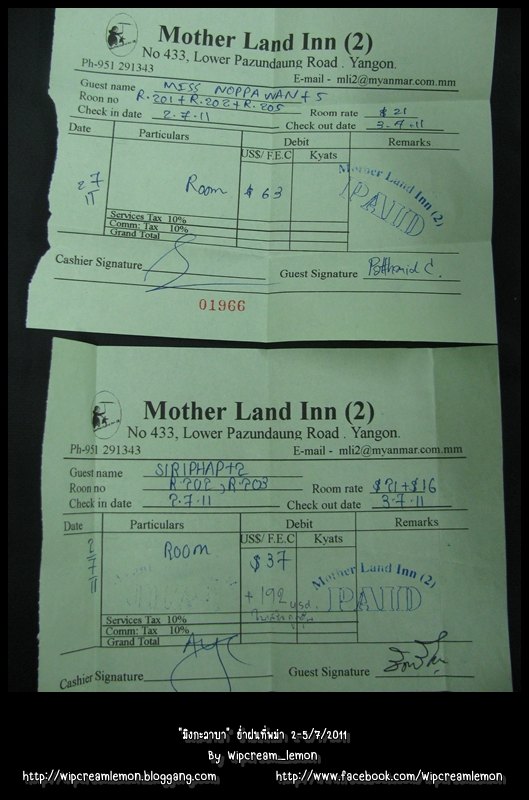 Mother Land Inn (2)
No 433, Lower Pazundaung Road . Yangon.
Ph-951 291343 E-mail - mli2@myanmar.com.mm
Guest name MISS NOPPAWAN + 5
Roon no R.201 + R.202 + R.205 Room rate $ 21
Check in date 2.7.11 Check out date 3.7.11
Date Particulars Debit Remarks
US$/ F.E.C Kyats
2/7/11 Room $ 63 Mother Land Inn (2)
PAID
Services Tax 10%
Comm: Tax 10%
Grand Total
Cashier Signature Guest Signature
01966
Mother Land Inn (2)
No 433, Lower Pazundaung Road . Yangon.
Ph-951 291343 E-mail - mli2@myanmar.com.mm
Guest name SIRIPHAP+2
Roon no R.202, R.203 Room rate $ 21+$16
Check in date 2.7.11 Check out date 3.7.11
Date Particulars Debit Remarks
US$/ F.E.C Kyats
2/7/11 ROOM $ 37 Mother Land Inn (2)
+ 192 usd. PAID
Services Tax 10%
Comm: Tax 10%
Grand Total
Cashier Signature Guest Signature
"มิงกะลาบา" ย่ำฝนที่พม่า 2-5/7/2011
By Wipcream_lemon
http://wipcreamlemon.bloggang.com http://www.facebook.com/wipcreamlemon